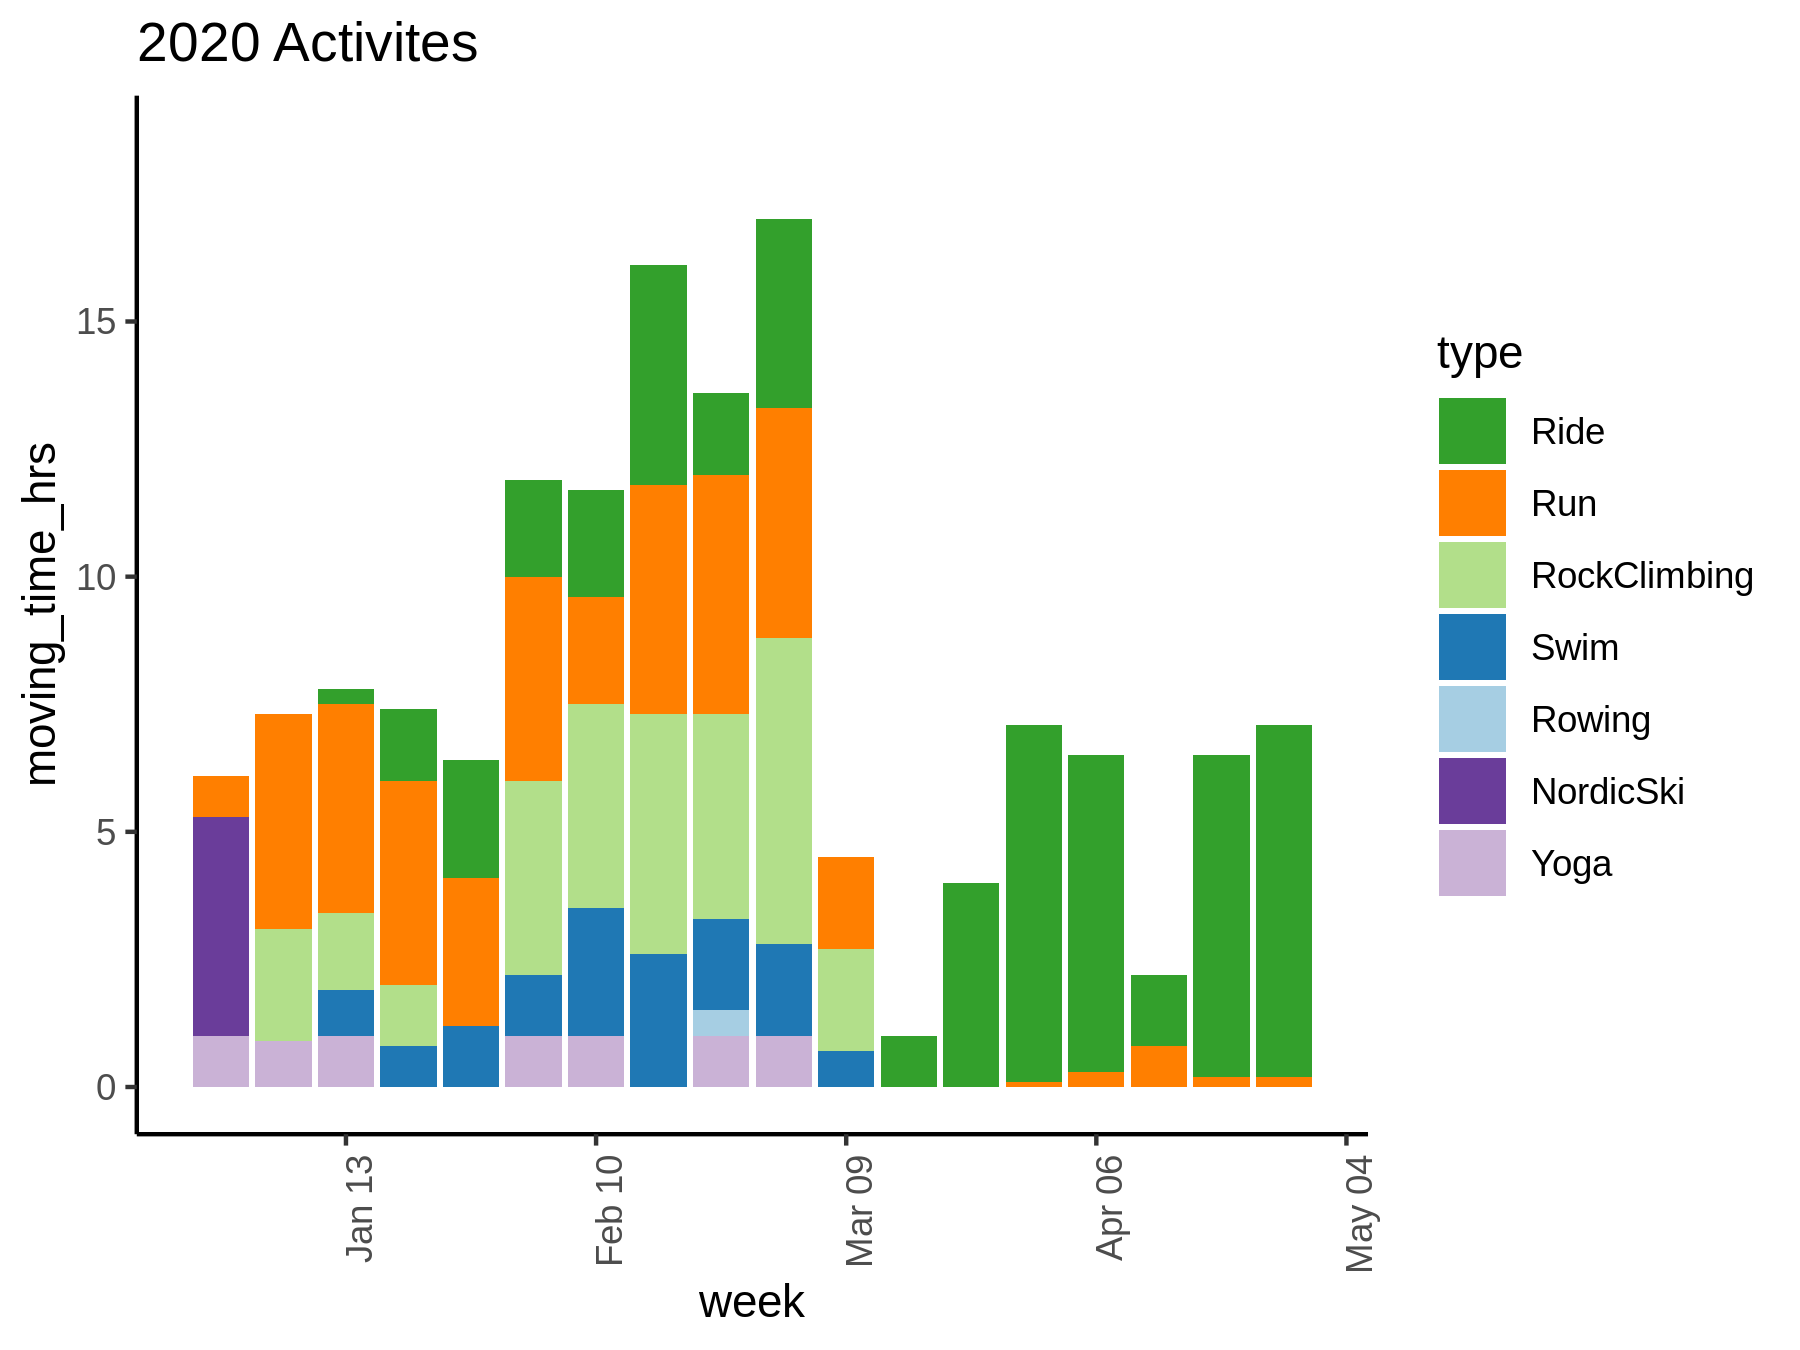 2020 Activites
moving_time_hrs
15
10
5
0
Jan 13
Feb 10
Mar 09
Apr 06
May 04
week
type
Ride
Run
RockClimbing
Swim
Rowing
NordicSki
Yoga